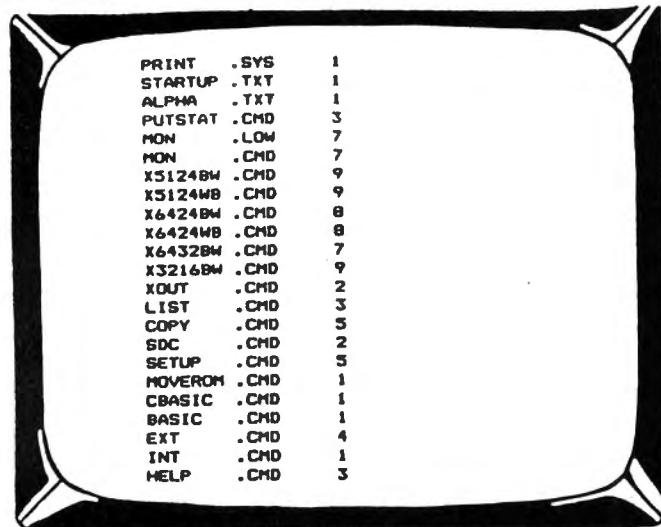 PRINT .SYS 1
STARTUP .TXT 1
ALPHA .TXT 1
PUTSTAT .CMD 3
MON .LOW 7
MON .CMD 7
X5124BW .CMD 9
X5124WB .CMD 9
X6424BW .CMD 8
X6424WB .CMD 8
X6432BW .CMD 7
X3216BW .CMD 9
XOUT .CMD 2
LIST .CMD 3
COPY .CMD 5
SDC .CMD 2
SETUP .CMD 5
MOVEROM .CMD 1
CBASIC .CMD 1
BASIC .CMD 1
EXT .CMD 4
INT .CMD 1
HELP .CMD 3